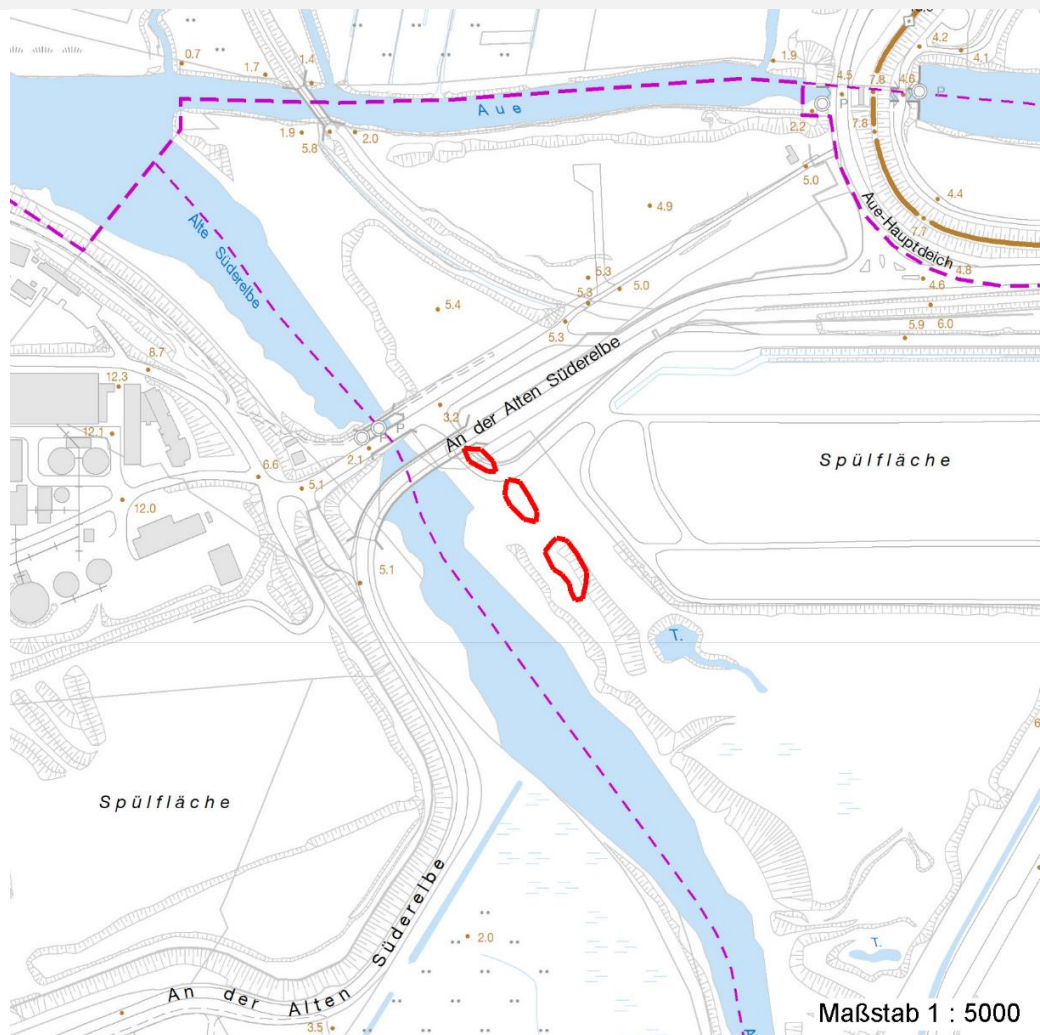 4.2
4.1
0.7
1.7
1.4
1.9
4.5
7.8
4.6
P
P
Aue
1.9
2.0
2.2
7.8
5.8
5.0
4.9
4.4
Aue-Hauptdeich
7.7
Alte Süderelbe
5.3
4.8
5.3
5.0
4.6
5.4
5.3
5.9
6.0
An der Alten Süderelbe
8.7
12.3
3.2
P
P
12.1
2.1
Spülfläche
6.6
5.1
12.0
5.1
T.
Spülfläche
An der Alten Süderelbe
2.0
T.
3.5
Maßstab 1 : 5000